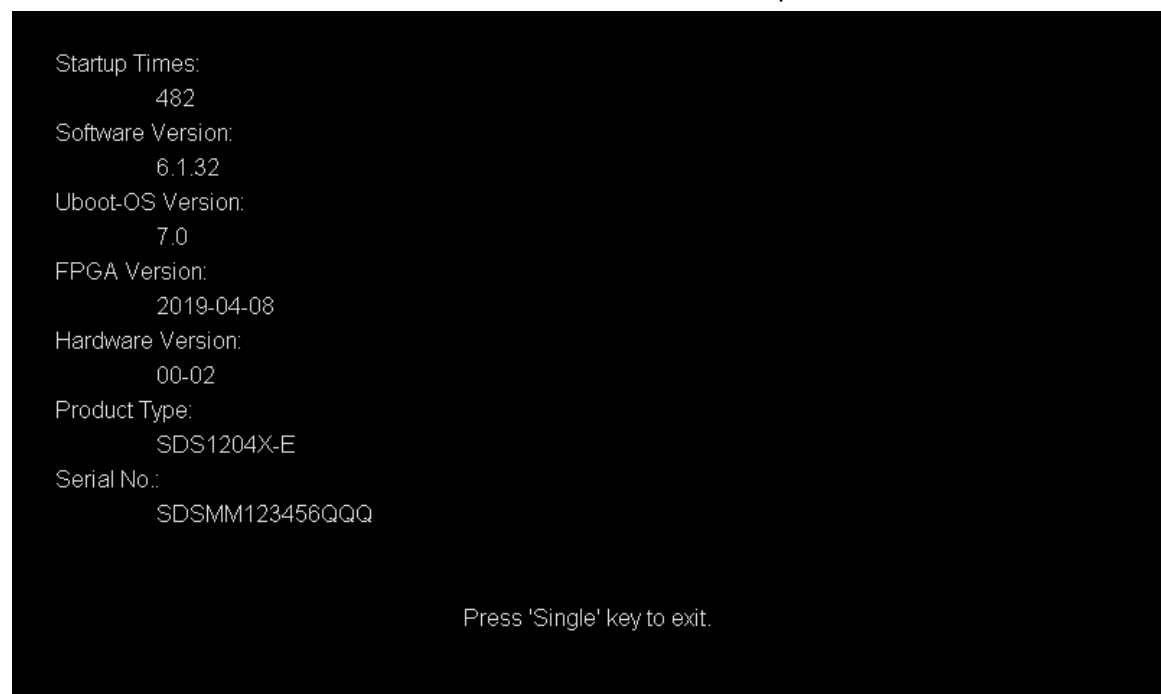 Startup Times:
482
Software Version:
6.1.32
Uboot-OS Version:
7.0
FPGA Version:
2019-04-08
Hardware Version:
00-02
Product Type:
SDS1204X-E
Serial No.:
SDSMM123456QQQ
Press 'Single' key to exit.